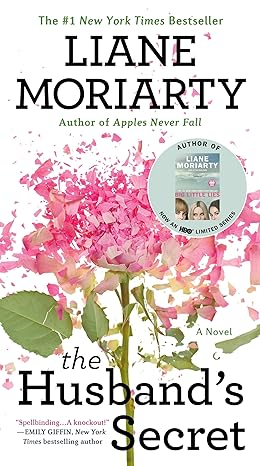 The #1 New York Times Bestseller
LIANE
MORIARTY
Author of Apples Never Fall
AUTHOR OF
LIANE
MORIARTY
BIG LITTLE LIES
NOW AN HBO LIMITED SERIES
A Novel
the
Husband's
Secret
"Spellbinding...A knockout!"
—EMILY GIFFIN, New York
Times bestselling author